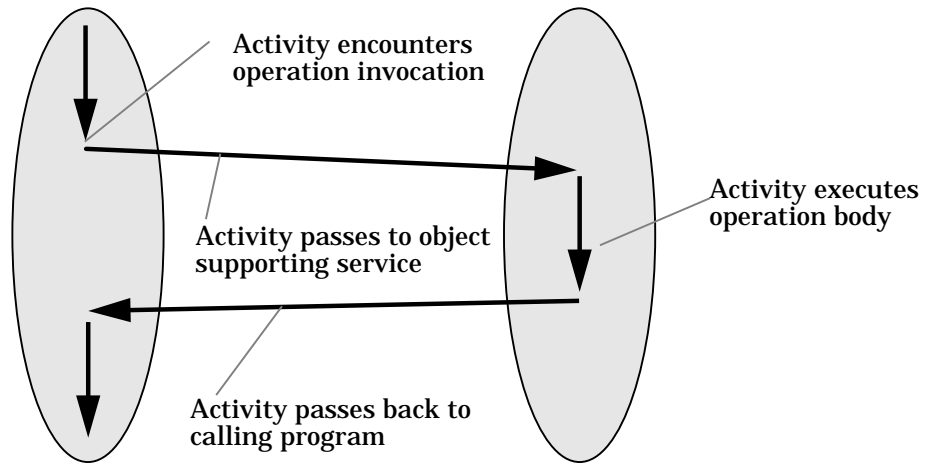 Activity encounters
operation invocation
Activity executes
operation body
Activity passes to object
supporting service
Activity passes back to
calling program